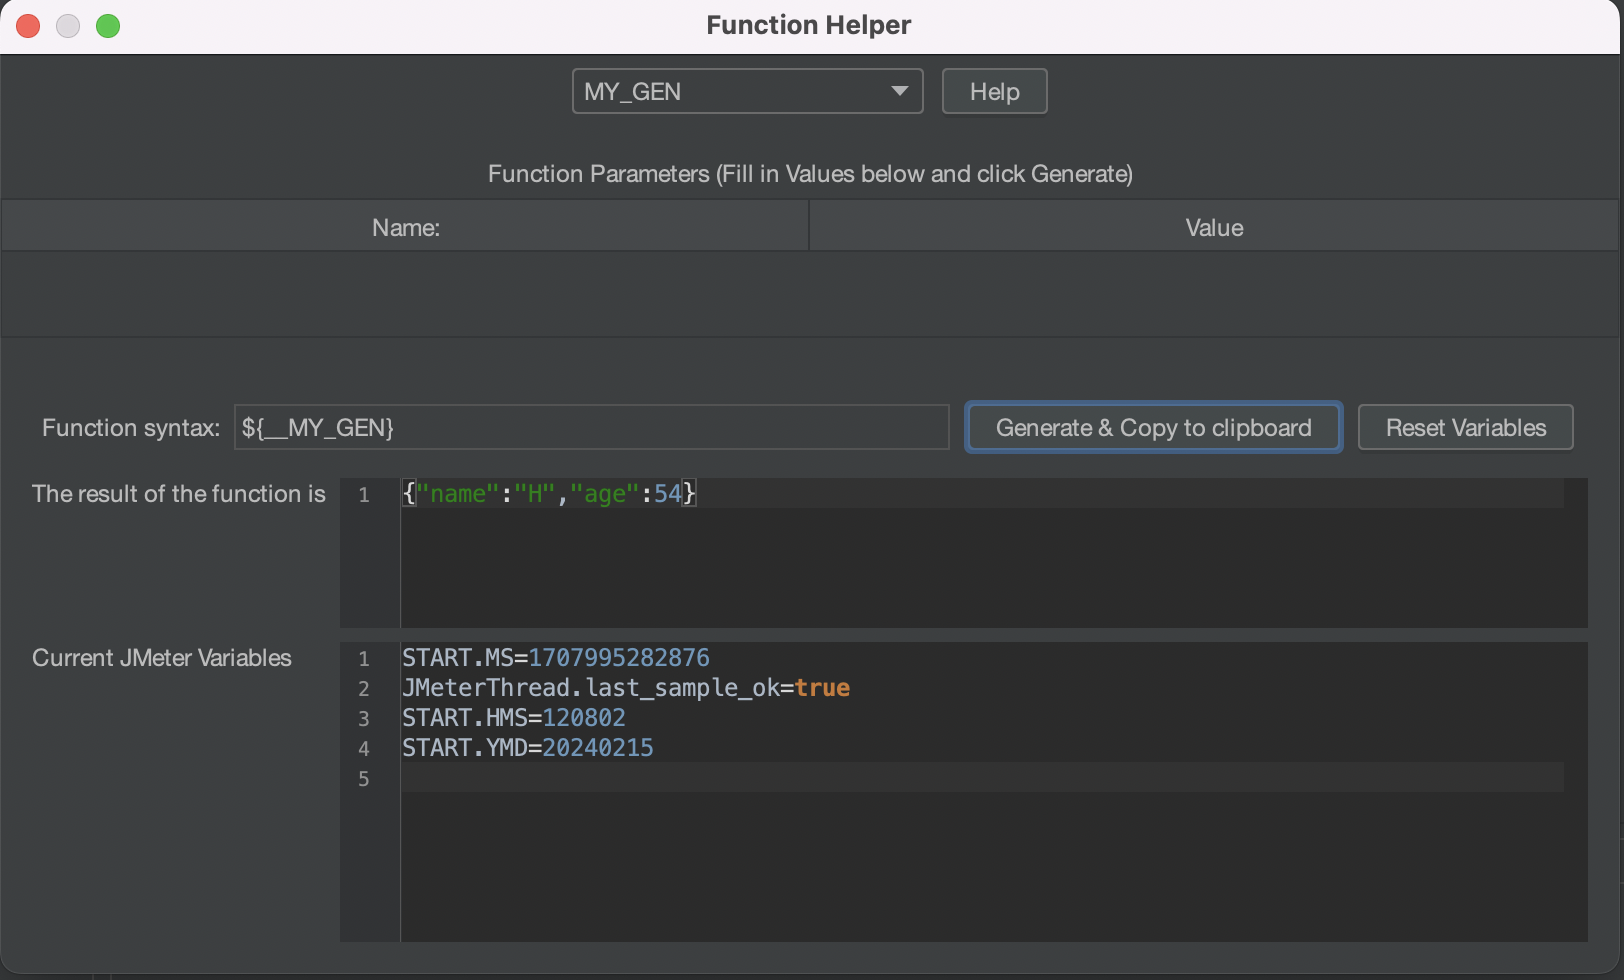 Function Helper
MY_GEN
Help
Function Parameters (Fill in Values below and click Generate)
Name: Value
Function syntax: ${__MY_GEN} Generate & Copy to clipboard Reset Variables
The result of the function is
1 {"name":"H","age":54}
Current JMeter Variables
1 START.MS=1707995282876
2 JMeterThread.last_sample_ok=true
3 START.HMS=120802
4 START.YMD=20240215
5